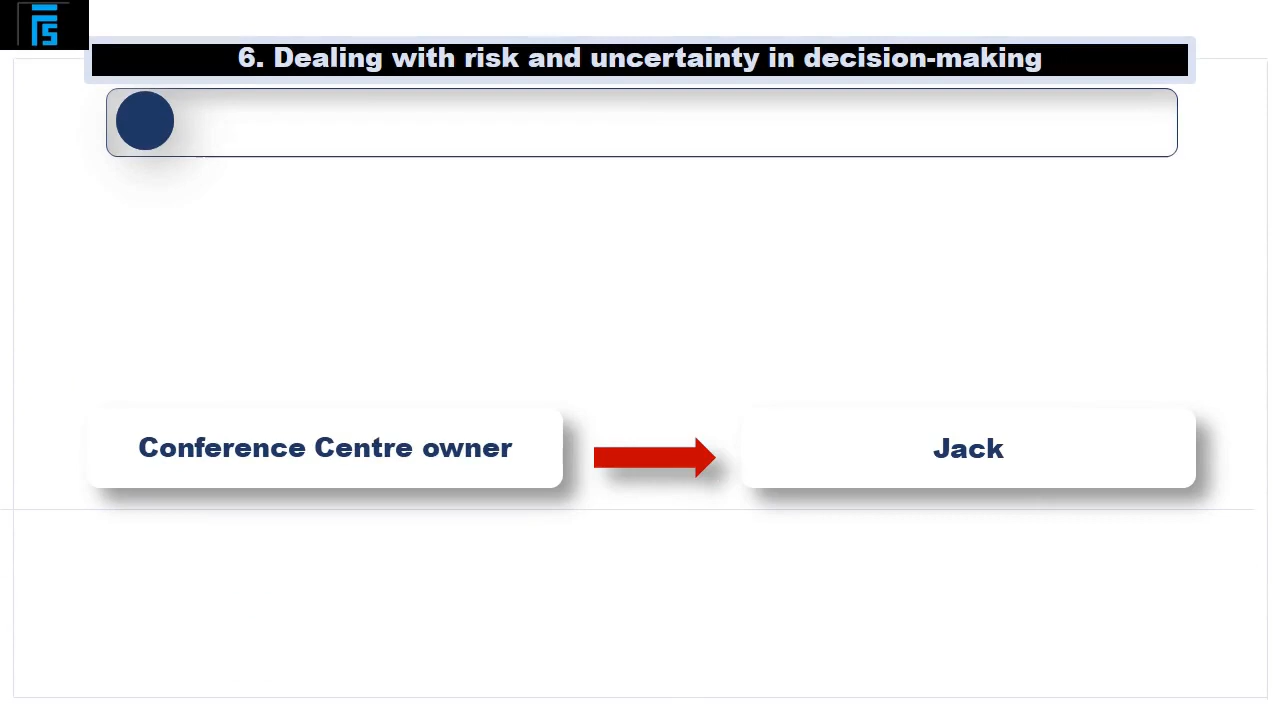 6. Dealing with risk and uncertainty in decision-making
Conference Centre owner
Jack